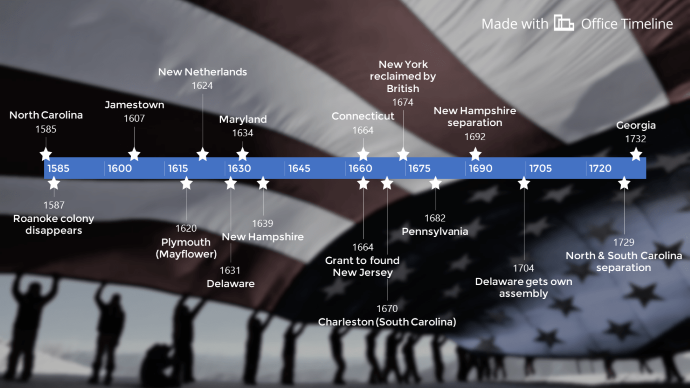 Made with Office Timeline
New Netherlands
1624
New York
reclaimed by
British
1674
Jamestown
1607
North Carolina
1585
Maryland
1634
Connecticut
1664
New Hampshire
separation
1692
Georgia
1732
1585 1600 1615 1630 1645 1660 1675 1690 1705 1720
1587
Roanoke colony
disappears
1620
Plymouth
(Mayflower)
1631
Delaware
1639
New Hampshire
1664
Grant to found
New Jersey
1670
Charleston (South Carolina)
1682
Pennsylvania
1704
Delaware gets own
assembly
1729
North & South Carolina
separation